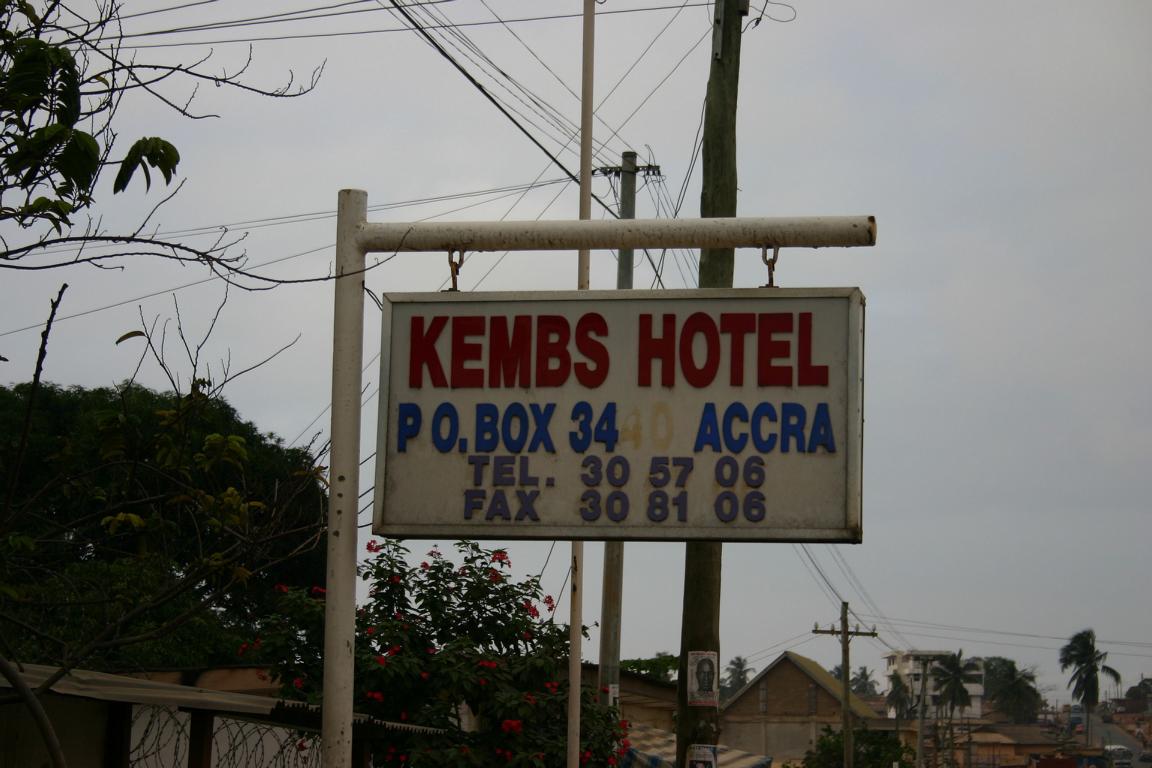 KEMBS HOTEL
P O. BOX 3440 ACCRA
TEL. 30 57 06
FAX 30 81 06